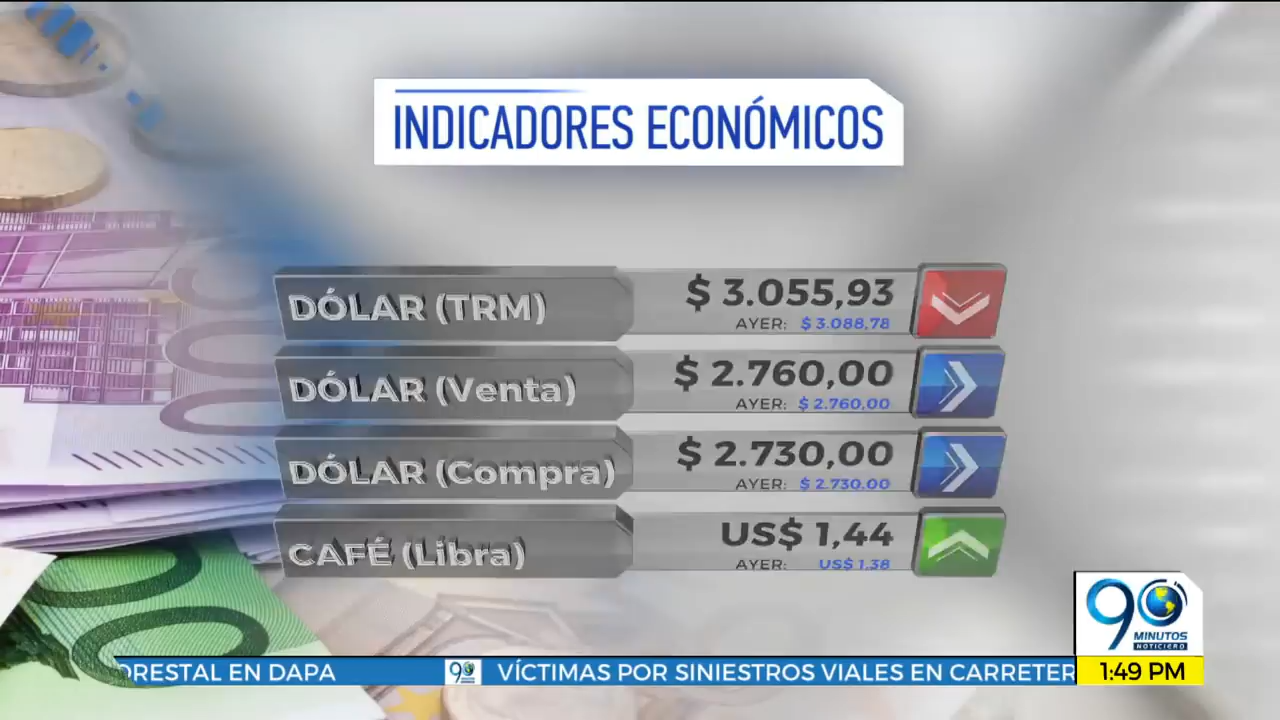 INDICADORES ECONÓMICOS
DÓLAR (TRM)
$ 3.055,93
AYER: $ 3.088,78
DÓLAR (Venta)
$ 2.760,00
AYER: $ 2.760,00
DÓLAR (Compra)
$ 2.730,00
AYER: $ 2.730,00
CAFÉ (Libra)
US$ 1,44
AYER: US$ 1,38
90
MINUTOS
NOTICIERO
ORESTAL EN DAPA
90
VÍCTIMAS POR SINIESTROS VIALES EN CARRETER
1:49 PM